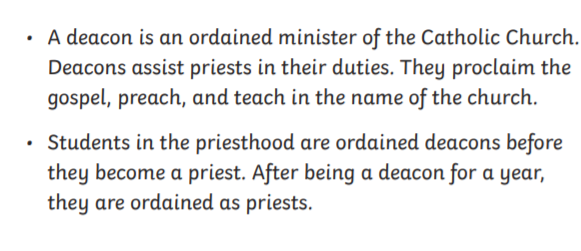 • A deacon is an ordained minister of the Catholic Church.
Deacons assist priests in their duties. They proclaim the
gospel, preach, and teach in the name of the church.
• Students in the priesthood are ordained deacons before
they become a priest. After being a deacon for a year,
they are ordained as priests.